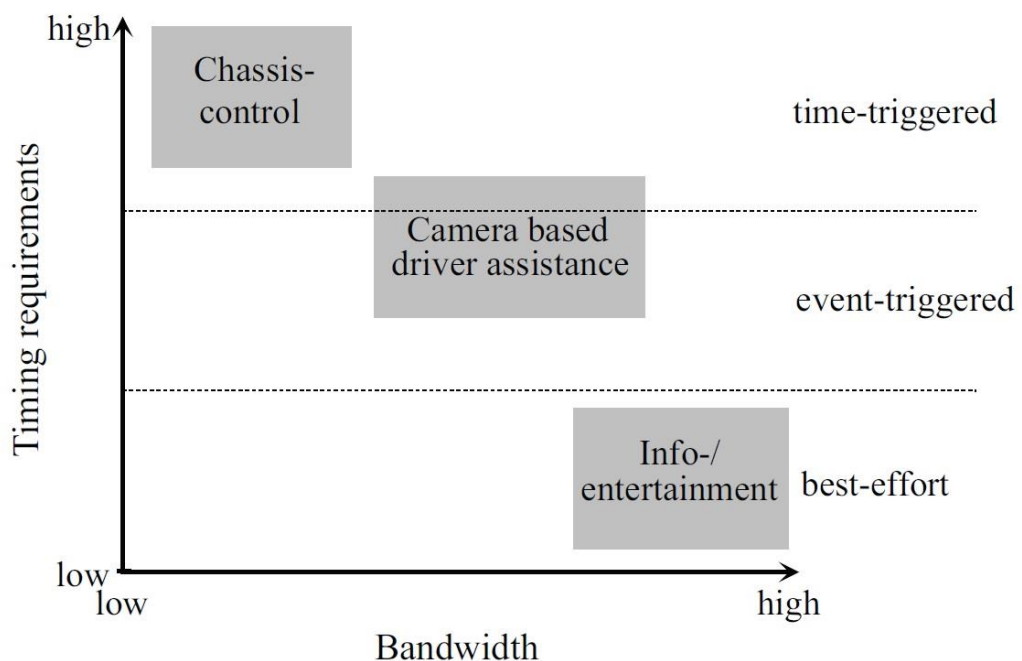 high
Chassis-
control
time-triggered
Timing requirements
Camera based
driver assistance
event-triggered
Info-/
entertainment
best-effort
low
low
high
Bandwidth